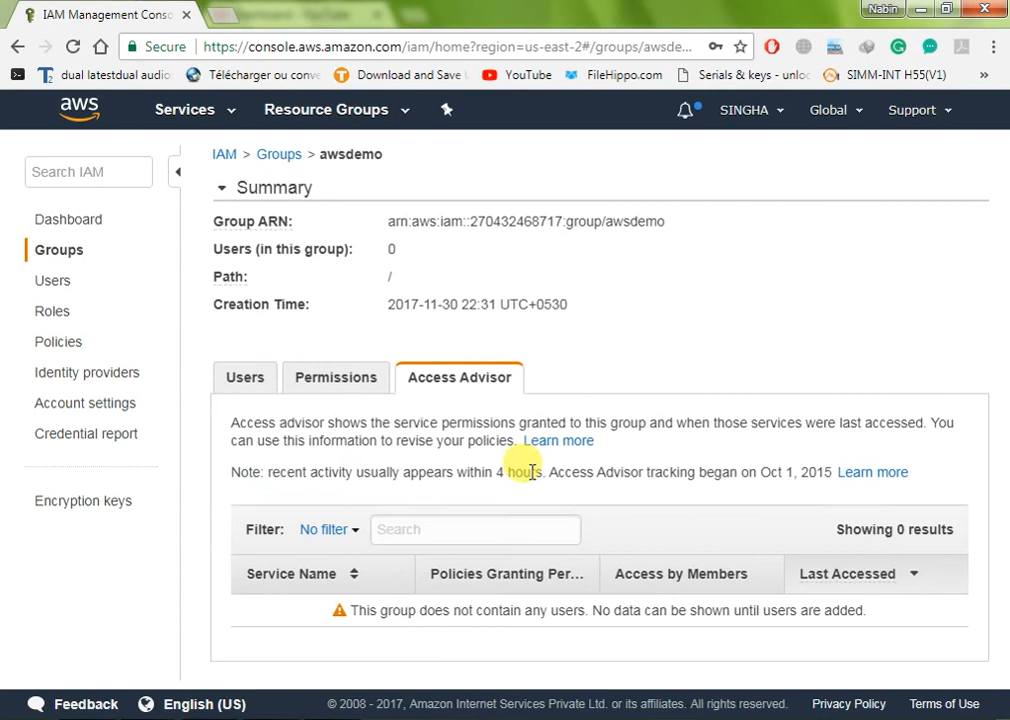 IAM Management Conso
Nabin
Secure
https://console.aws.amazon.com/iam/home?region=us-east-2#/groups/awsde...
dual latestdual audio
Télécharger ou conve
Download and Save
YouTube
FileHippo.com
Serials & keys - unloc
SIMM-INT H55(V1)
»
aws
Services
Resource Groups
SINGHA
Global
Support
Search IAM
Dashboard
Groups
Users
Roles
Policies
Identity providers
Account settings
Credential report
Encryption keys
IAM > Groups > awsdemo
Summary
Group ARN: arn:aws:iam::270432468717:group/awsdemo
Users (in this group): 0
Path: /
Creation Time: 2017-11-30 22:31 UTC+0530
Users
Permissions
Access Advisor
Access advisor shows the service permissions granted to this group and when those services were last accessed. You
can use this information to revise your policies. Learn more
Note: recent activity usually appears within 4 hours. Access Advisor tracking began on Oct 1, 2015 Learn more
Filter: No filter Search Showing 0 results
Service Name Policies Granting Per... Access by Members Last Accessed
This group does not contain any users. No data can be shown until users are added.
Feedback
English (US)
© 2008 - 2017, Amazon Internet Services Private Ltd. or its affiliates. All rights reserved.
Privacy Policy
Terms of Use